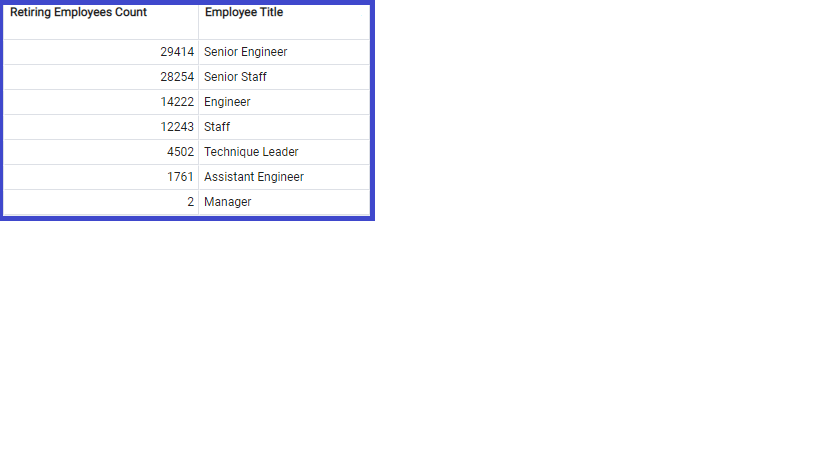 Retiring Employees Count Employee Title
29414 Senior Engineer
28254 Senior Staff
14222 Engineer
12243 Staff
4502 Technique Leader
1761 Assistant Engineer
2 Manager